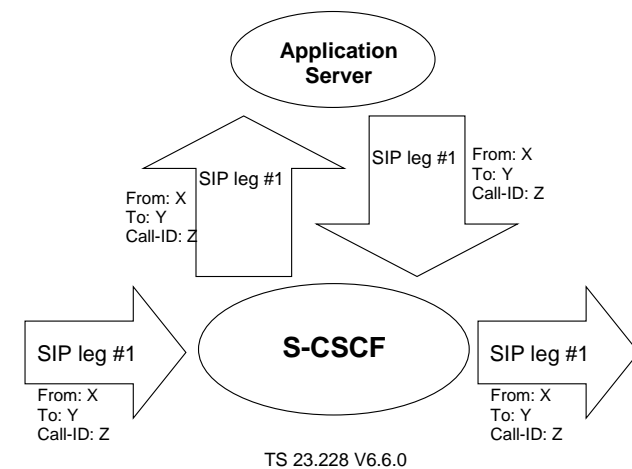 Application
Server
SIP leg #1
From: X
To: Y
Call-ID: Z
SIP leg #1
From: X
To: Y
Call-ID: Z
SIP leg #1
From: X
To: Y
Call-ID: Z
S-CSCF
SIP leg #1
From: X
To: Y
Call-ID: Z
TS 23.228 V6.6.0